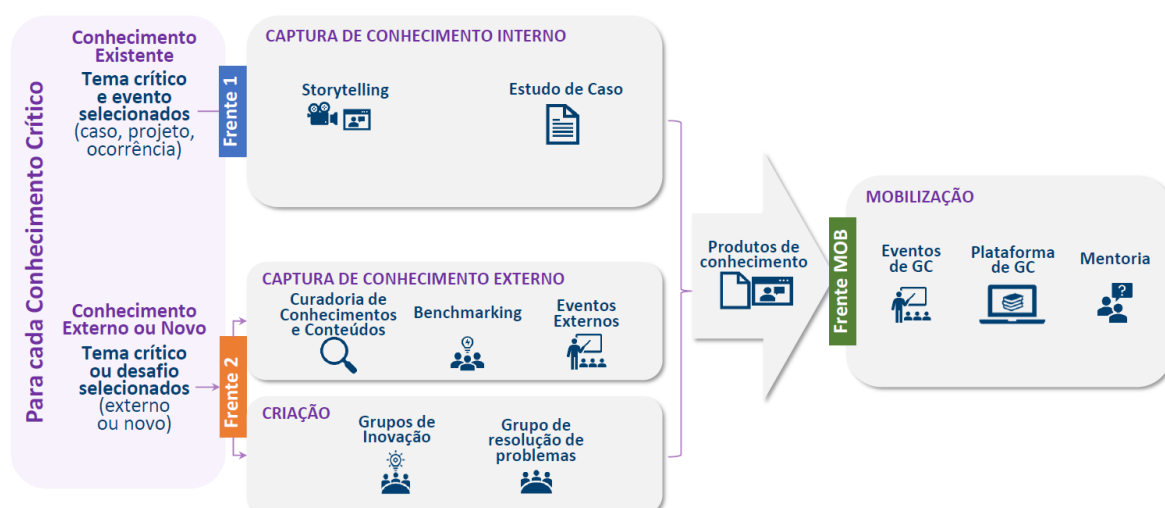 Para cada Conhecimento Crítico
Conhecimento
Existente
Tema crítico
e evento
selecionados
(caso, projeto,
ocorrência)
Frente 1
CAPTURA DE CONHECIMENTO INTERNO
Storytelling
Estudo de Caso
Conhecimento
Externo ou Novo
Tema crítico
ou desafio
selecionados
(externo
ou novo)
Frente 2
CAPTURA DE CONHECIMENTO EXTERNO
Curadoria de
Conhecimentos
e Conteúdos
Benchmarking
Eventos
Externos
CRIAÇÃO
Grupos de
Inovação
Grupo de
resolução de
problemas
Produtos de
conhecimento
Frente MOB
MOBILIZAÇÃO
Eventos
de GC
Plataforma
de GC
Mentoria
?